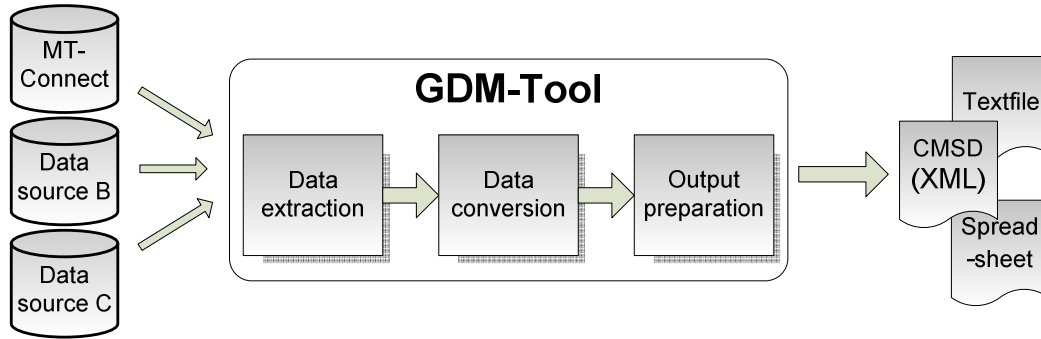 MT-
Connect
Data
source B
Data
source C
GDM-Tool
Data
extraction
Data
conversion
Output
preparation
Textfile
CMSD
(XML)
Spread
-sheet